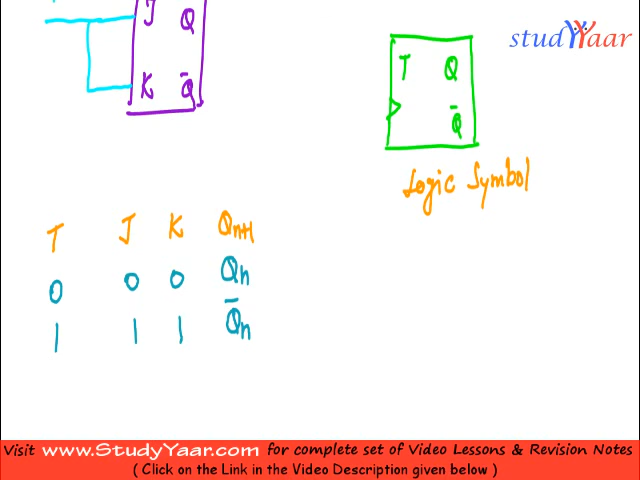 J Q
K Q̄
studYYaar
T Q
Q̄
Logic Symbol
T J K Qn+1
0 0 0 Qn
1 1 1 Q̄n
Visit www.StudyYaar.com for complete set of Video Lessons & Revision Notes
( Click on the Link in the Video Description given below )